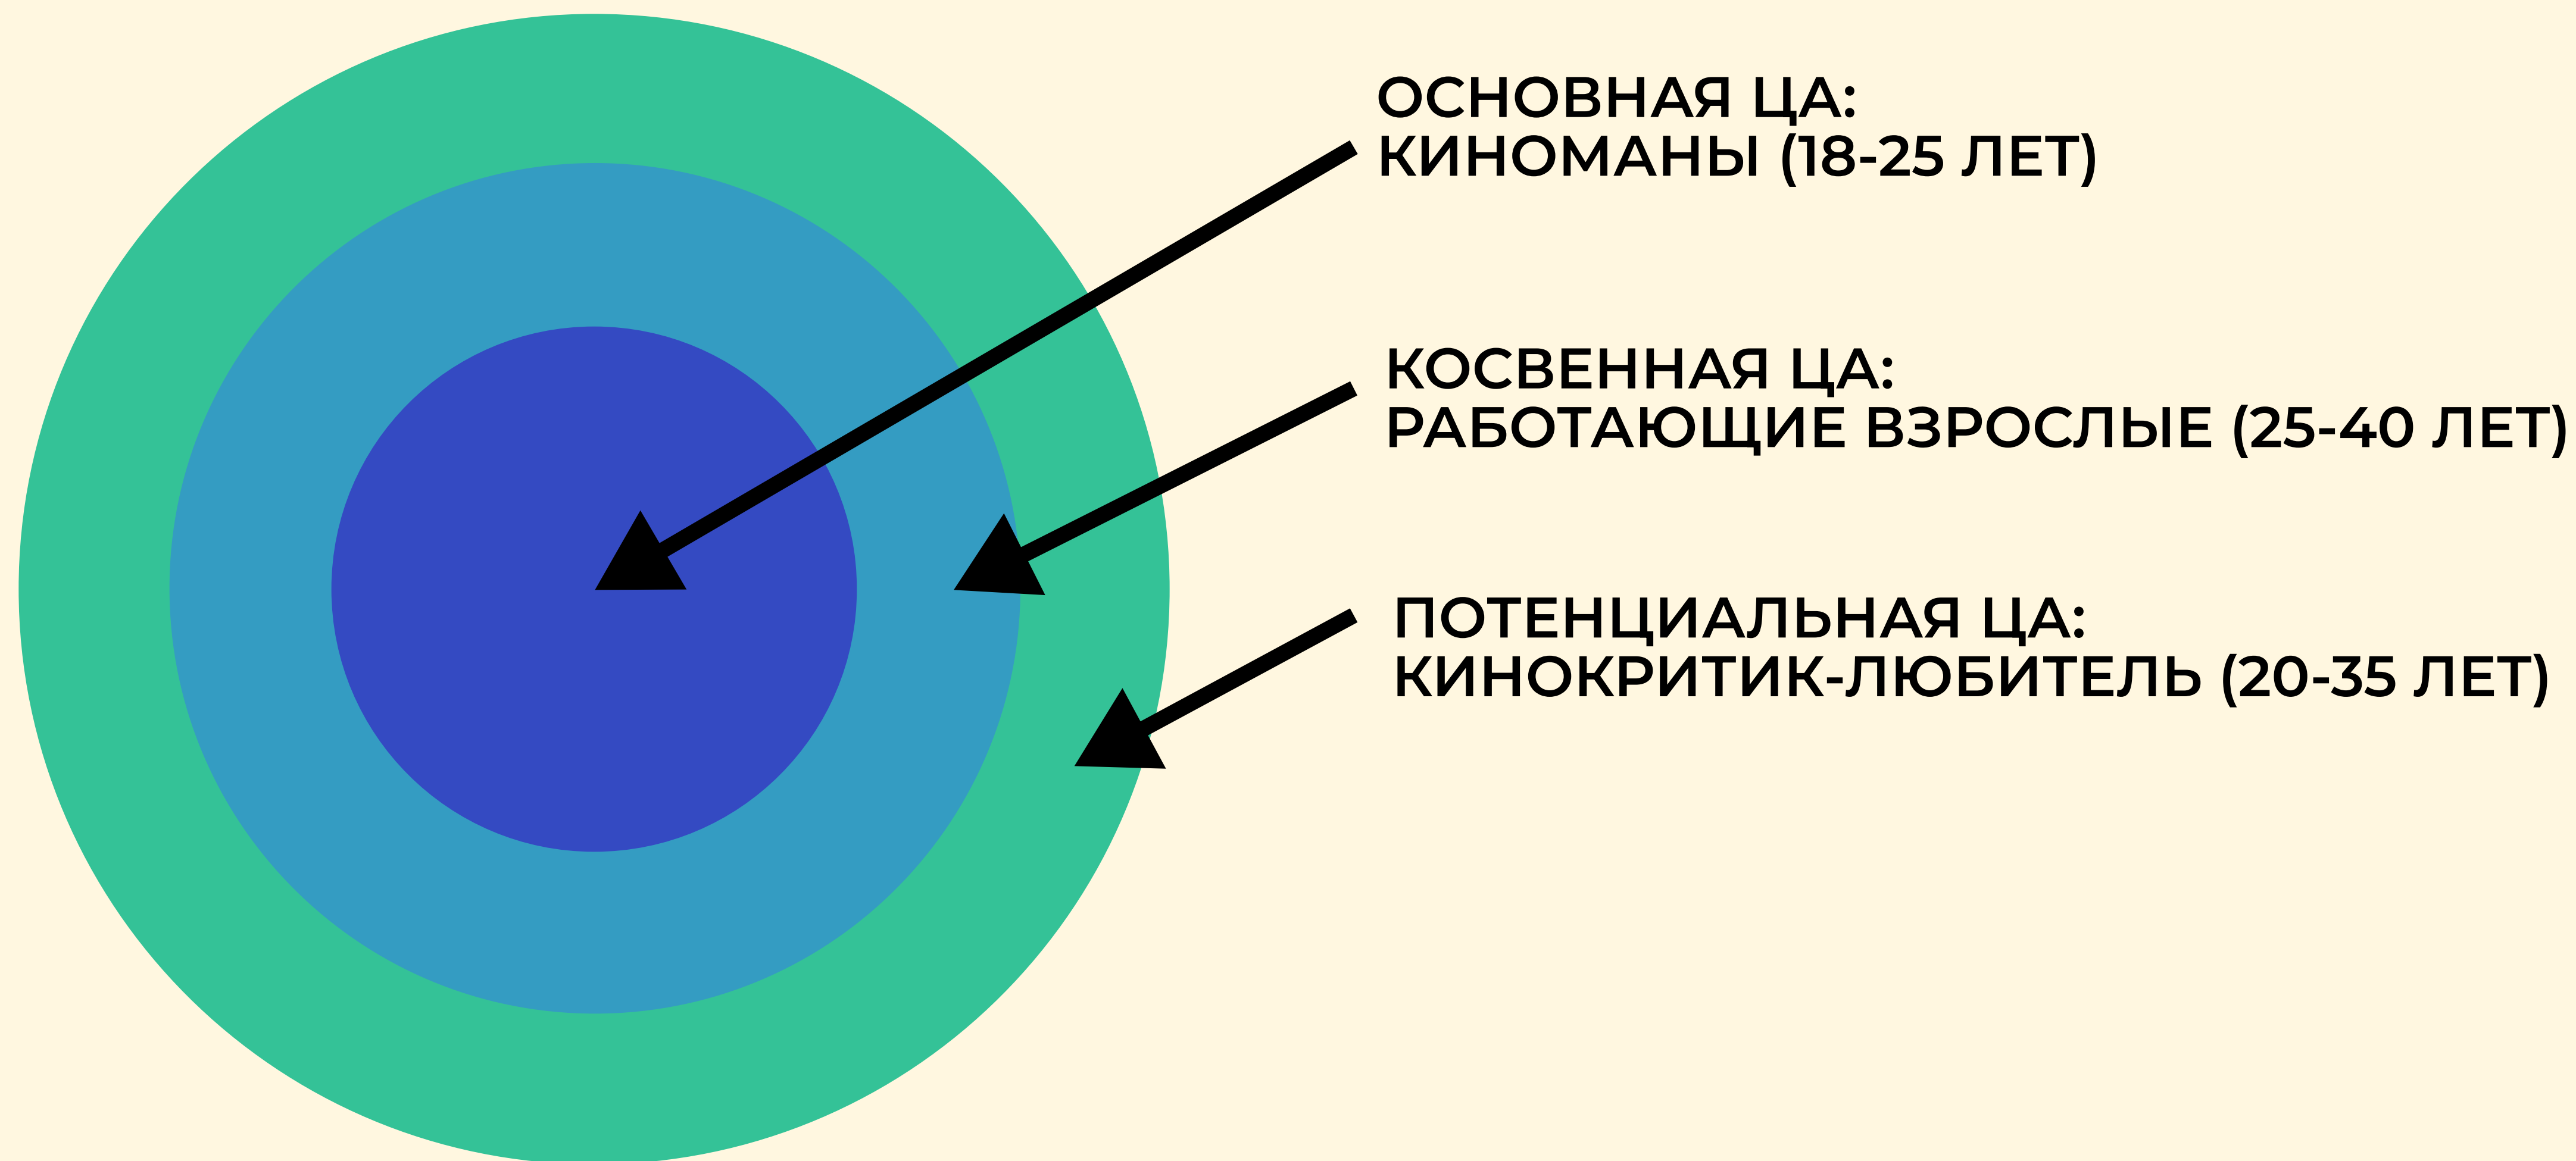 ОСНОВНАЯ ЦА:
КИНОМАНЫ (18-25 ЛЕТ)
КОСВЕННАЯ ЦА:
РАБОТАЮЩИЕ ВЗРОСЛЫЕ (25-40 ЛЕТ)
ПОТЕНЦИАЛЬНАЯ ЦА:
КИНОКРИТИК-ЛЮБИТЕЛЬ (20-35 ЛЕТ)